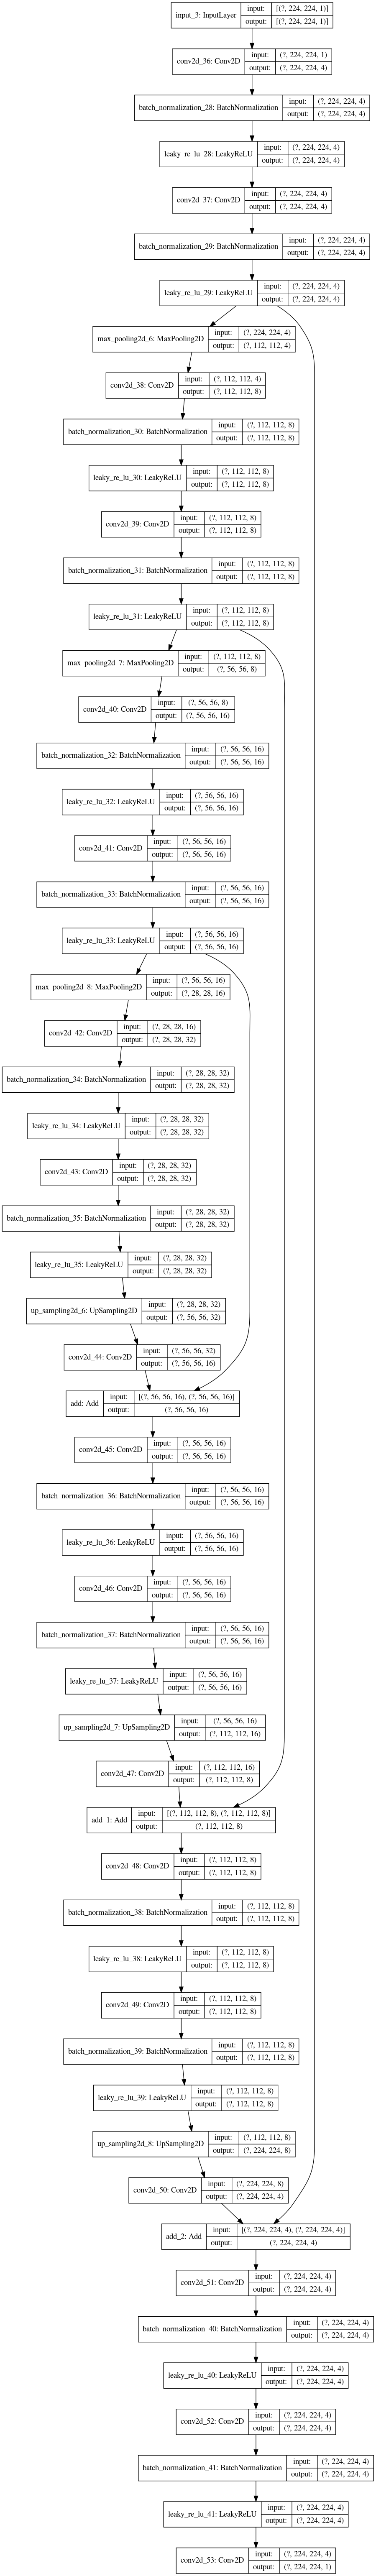 input_3: InputLayer
input: [(?, 224, 224, 1)]
output: [(?, 224, 224, 1)]
conv2d_36: Conv2D
input: (?, 224, 224, 1)
output: (?, 224, 224, 4)
batch_normalization_28: BatchNormalization
input: (?, 224, 224, 4)
output: (?, 224, 224, 4)
leaky_re_lu_28: LeakyReLU
input: (?, 224, 224, 4)
output: (?, 224, 224, 4)
conv2d_37: Conv2D
input: (?, 224, 224, 4)
output: (?, 224, 224, 4)
batch_normalization_29: BatchNormalization
input: (?, 224, 224, 4)
output: (?, 224, 224, 4)
leaky_re_lu_29: LeakyReLU
input: (?, 224, 224, 4)
output: (?, 224, 224, 4)
max_pooling2d_6: MaxPooling2D
input: (?, 224, 224, 4)
output: (?, 112, 112, 4)
conv2d_38: Conv2D
input: (?, 112, 112, 4)
output: (?, 112, 112, 8)
batch_normalization_30: BatchNormalization
input: (?, 112, 112, 8)
output: (?, 112, 112, 8)
leaky_re_lu_30: LeakyReLU
input: (?, 112, 112, 8)
output: (?, 112, 112, 8)
conv2d_39: Conv2D
input: (?, 112, 112, 8)
output: (?, 112, 112, 8)
batch_normalization_31: BatchNormalization
input: (?, 112, 112, 8)
output: (?, 112, 112, 8)
leaky_re_lu_31: LeakyReLU
input: (?, 112, 112, 8)
output: (?, 112, 112, 8)
max_pooling2d_7: MaxPooling2D
input: (?, 112, 112, 8)
output: (?, 56, 56, 8)
conv2d_40: Conv2D
input: (?, 56, 56, 8)
output: (?, 56, 56, 16)
batch_normalization_32: BatchNormalization
input: (?, 56, 56, 16)
output: (?, 56, 56, 16)
leaky_re_lu_32: LeakyReLU
input: (?, 56, 56, 16)
output: (?, 56, 56, 16)
conv2d_41: Conv2D
input: (?, 56, 56, 16)
output: (?, 56, 56, 16)
batch_normalization_33: BatchNormalization
input: (?, 56, 56, 16)
output: (?, 56, 56, 16)
leaky_re_lu_33: LeakyReLU
input: (?, 56, 56, 16)
output: (?, 56, 56, 16)
max_pooling2d_8: MaxPooling2D
input: (?, 56, 56, 16)
output: (?, 28, 28, 16)
conv2d_42: Conv2D
input: (?, 28, 28, 16)
output: (?, 28, 28, 32)
batch_normalization_34: BatchNormalization
input: (?, 28, 28, 32)
output: (?, 28, 28, 32)
leaky_re_lu_34: LeakyReLU
input: (?, 28, 28, 32)
output: (?, 28, 28, 32)
conv2d_43: Conv2D
input: (?, 28, 28, 32)
output: (?, 28, 28, 32)
batch_normalization_35: BatchNormalization
input: (?, 28, 28, 32)
output: (?, 28, 28, 32)
leaky_re_lu_35: LeakyReLU
input: (?, 28, 28, 32)
output: (?, 28, 28, 32)
up_sampling2d_6: UpSampling2D
input: (?, 28, 28, 32)
output: (?, 56, 56, 32)
conv2d_44: Conv2D
input: (?, 56, 56, 32)
output: (?, 56, 56, 16)
add: Add
input: [(?, 56, 56, 16), (?, 56, 56, 16)]
output: (?, 56, 56, 16)
conv2d_45: Conv2D
input: (?, 56, 56, 16)
output: (?, 56, 56, 16)
batch_normalization_36: BatchNormalization
input: (?, 56, 56, 16)
output: (?, 56, 56, 16)
leaky_re_lu_36: LeakyReLU
input: (?, 56, 56, 16)
output: (?, 56, 56, 16)
conv2d_46: Conv2D
input: (?, 56, 56, 16)
output: (?, 56, 56, 16)
batch_normalization_37: BatchNormalization
input: (?, 56, 56, 16)
output: (?, 56, 56, 16)
leaky_re_lu_37: LeakyReLU
input: (?, 56, 56, 16)
output: (?, 56, 56, 16)
up_sampling2d_7: UpSampling2D
input: (?, 56, 56, 16)
output: (?, 112, 112, 16)
conv2d_47: Conv2D
input: (?, 112, 112, 16)
output: (?, 112, 112, 8)
add_1: Add
input: [(?, 112, 112, 8), (?, 112, 112, 8)]
output: (?, 112, 112, 8)
conv2d_48: Conv2D
input: (?, 112, 112, 8)
output: (?, 112, 112, 8)
batch_normalization_38: BatchNormalization
input: (?, 112, 112, 8)
output: (?, 112, 112, 8)
leaky_re_lu_38: LeakyReLU
input: (?, 112, 112, 8)
output: (?, 112, 112, 8)
conv2d_49: Conv2D
input: (?, 112, 112, 8)
output: (?, 112, 112, 8)
batch_normalization_39: BatchNormalization
input: (?, 112, 112, 8)
output: (?, 112, 112, 8)
leaky_re_lu_39: LeakyReLU
input: (?, 112, 112, 8)
output: (?, 112, 112, 8)
up_sampling2d_8: UpSampling2D
input: (?, 112, 112, 8)
output: (?, 224, 224, 8)
conv2d_50: Conv2D
input: (?, 224, 224, 8)
output: (?, 224, 224, 4)
add_2: Add
input: [(?, 224, 224, 4), (?, 224, 224, 4)]
output: (?, 224, 224, 4)
conv2d_51: Conv2D
input: (?, 224, 224, 4)
output: (?, 224, 224, 4)
batch_normalization_40: BatchNormalization
input: (?, 224, 224, 4)
output: (?, 224, 224, 4)
leaky_re_lu_40: LeakyReLU
input: (?, 224, 224, 4)
output: (?, 224, 224, 4)
conv2d_52: Conv2D
input: (?, 224, 224, 4)
output: (?, 224, 224, 4)
batch_normalization_41: BatchNormalization
input: (?, 224, 224, 4)
output: (?, 224, 224, 4)
leaky_re_lu_41: LeakyReLU
input: (?, 224, 224, 4)
output: (?, 224, 224, 4)
conv2d_53: Conv2D
input: (?, 224, 224, 4)
output: (?, 224, 224, 1)